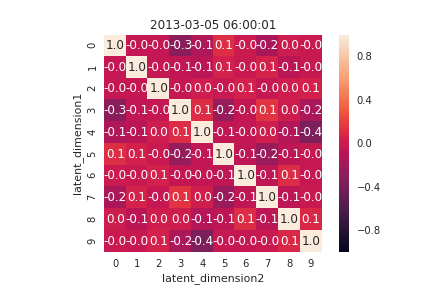 2013-03-05 06:00:01
latent_dimension1
0 1.0 -0.0 -0.0 -0.3 -0.1 0.1 -0.0 -0.2 0.0 -0.0
1 -0.0 1.0 -0.0 -0.1 -0.1 0.1 -0.0 0.1 -0.1 -0.0
2 -0.0 -0.0 1.0 -0.0 0.0 -0.0 0.1 -0.0 -0.0 0.1
3 -0.3 -0.1 -0.0 1.0 0.1 -0.2 -0.0 0.1 0.0 -0.2
4 -0.1 -0.1 0.0 0.1 1.0 -0.1 -0.0 0.0 -0.1 -0.4
5 0.1 0.1 -0.0 -0.2 -0.1 1.0 -0.1 -0.2 -0.1 -0.0
6 -0.0 -0.0 0.1 -0.0 -0.0 -0.1 1.0 -0.1 0.1 -0.0
7 -0.2 0.1 -0.0 0.1 0.0 -0.2 -0.1 1.0 -0.1 -0.0
8 0.0 -0.1 -0.0 0.0 -0.1 -0.1 0.1 -0.1 1.0 0.1
9 -0.0 -0.0 0.1 -0.2 -0.4 -0.0 -0.0 -0.0 0.1 1.0
0 1 2 3 4 5 6 7 8 9
latent_dimension2
0.8
0.4
0.0
−0.4
−0.8